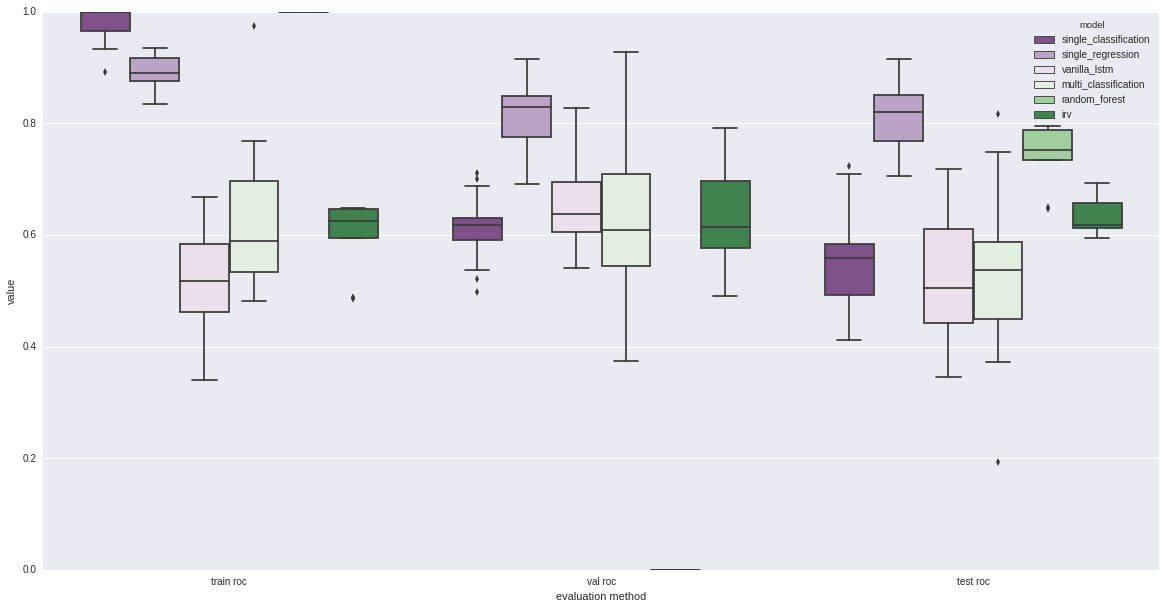 1.0
0.8
0.6
0.4
0.2
0.0
value
model
single_classification
single_regression
vanilla_lstm
multi_classification
random_forest
irv
train roc
val roc
test roc
evaluation method